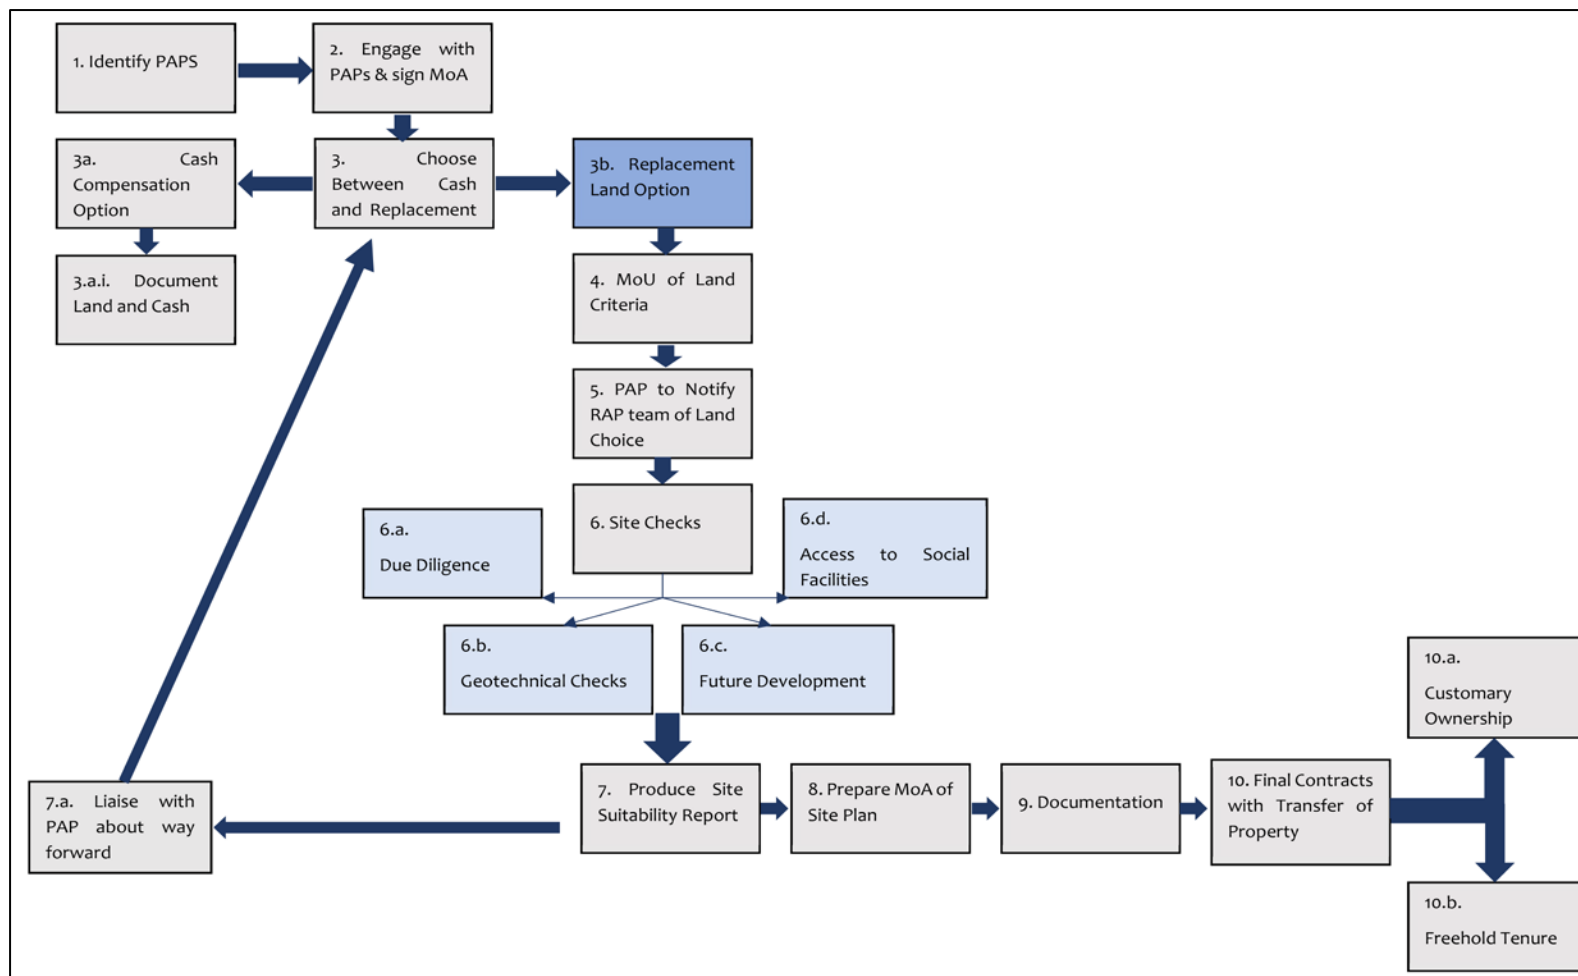 1. Identify PAPS
2. Engage with
PAPs & sign MoA
3a. Cash
Compensation
Option
3. Choose
Between Cash
and Replacement
3b. Replacement
Land Option
3.a.i. Document
Land and Cash
4. MoU of Land
Criteria
5. PAP to Notify
RAP team of Land
Choice
6. Site Checks
6.a.
Due Diligence
6.d.
Access to Social
Facilities
6.b.
Geotechnical Checks
6.c.
Future Development
7.a. Liaise with
PAP about way
forward
7. Produce Site
Suitability Report
8. Prepare MoA of
Site Plan
9. Documentation
10. Final Contracts
with Transfer of
Property
10.a.
Customary
Ownership
10.b.
Freehold Tenure